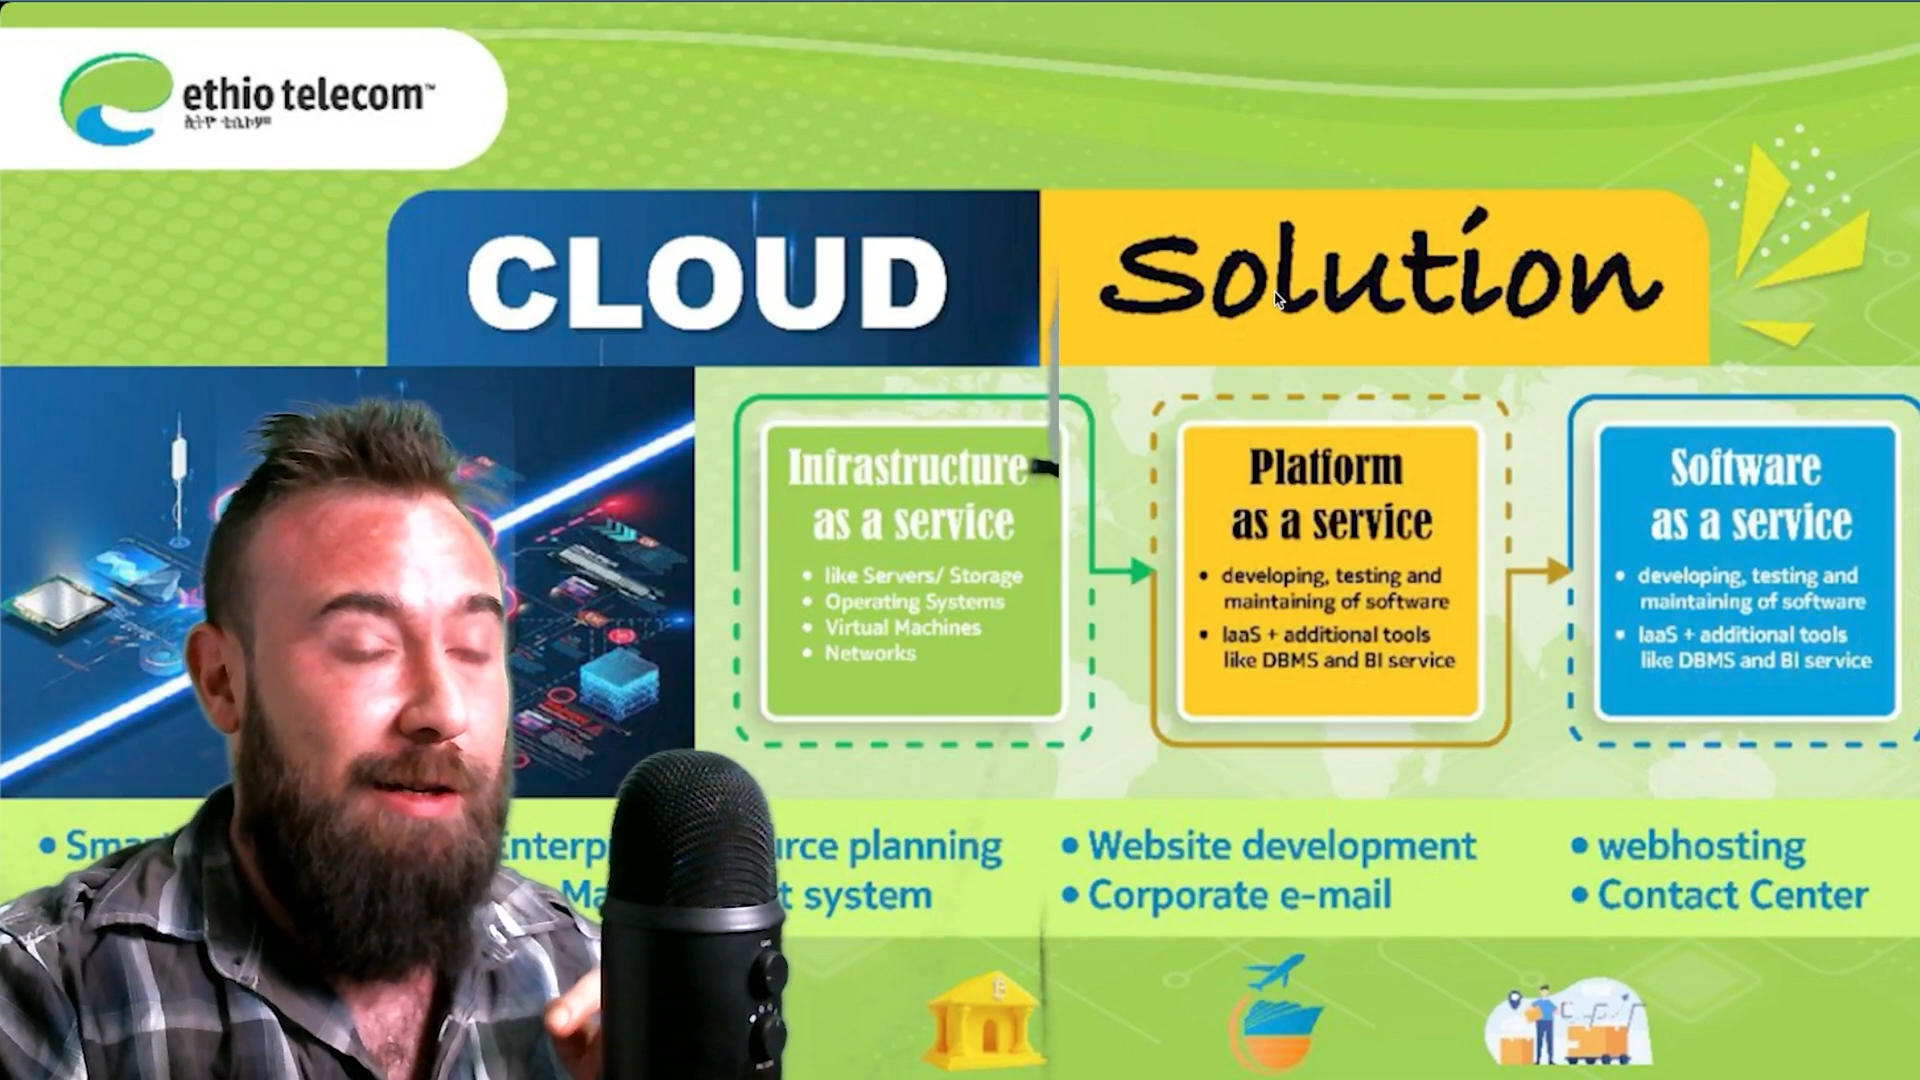 ethio telecom™
ኢትዮ ቴሌኮም
CLOUD Solution
Infrastructure
as a service
• like Servers/ Storage
• Operating Systems
• Virtual Machines
• Networks
Platform
as a service
• developing, testing and
maintaining of software
• IaaS + additional tools
like DBMS and BI service
Software
as a service
• developing, testing and
maintaining of software
• IaaS + additional tools
like DBMS and BI service
planning
system
• Website development
• Corporate e-mail
• webhosting
• Contact Center